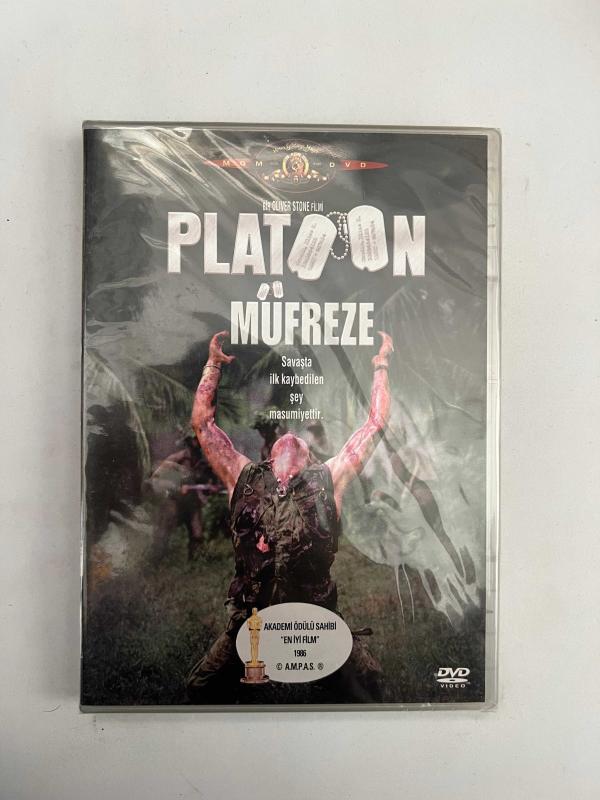 MGM DVD
BİR OLIVER STONE FİLMİ
PLATOON
MÜFREZE
Savaşta
ilk kaybedilen
şey
masumiyettir.
AKADEMİ ÖDÜLÜ SAHİBİ
"EN İYİ FİLM"
1986
© A.M.P.A.S. ®
DVD
VIDEO